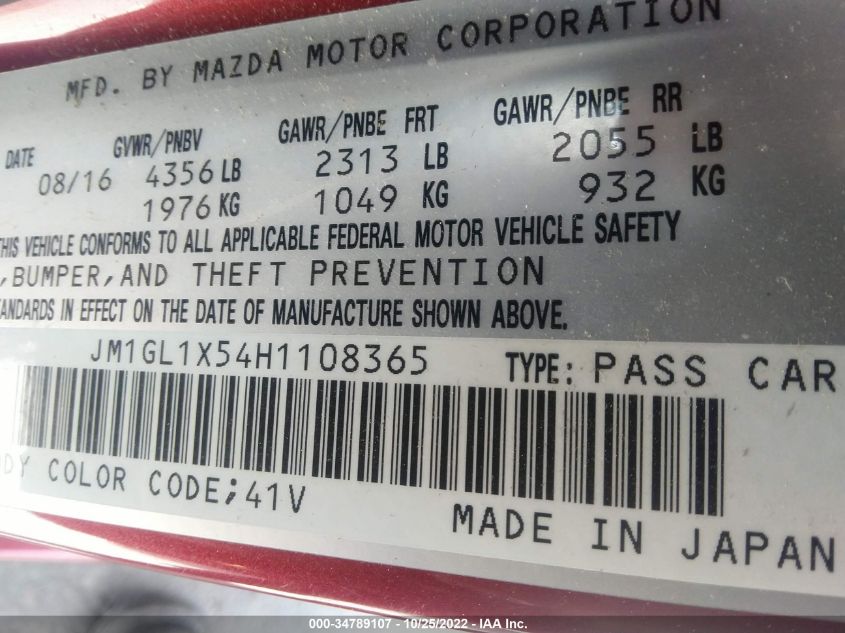 MFD. BY MAZDA MOTOR CORPORATION
DATE GVWR/PNBV GAWR/PNBE FRT GAWR/PNBE RR
08/16 4356 LB 2313 LB 2055 LB
1976 KG 1049 KG 932 KG
THIS VEHICLE CONFORMS TO ALL APPLICABLE FEDERAL MOTOR VEHICLE SAFETY
,BUMPER,AND THEFT PREVENTION
STANDARDS IN EFFECT ON THE DATE OF MANUFACTURE SHOWN ABOVE.
JM1GL1X54H1108365 TYPE: PASS CAR
BODY COLOR CODE;41V MADE IN JAPAN
000-34789107 - 10/25/2022 - IAA Inc.